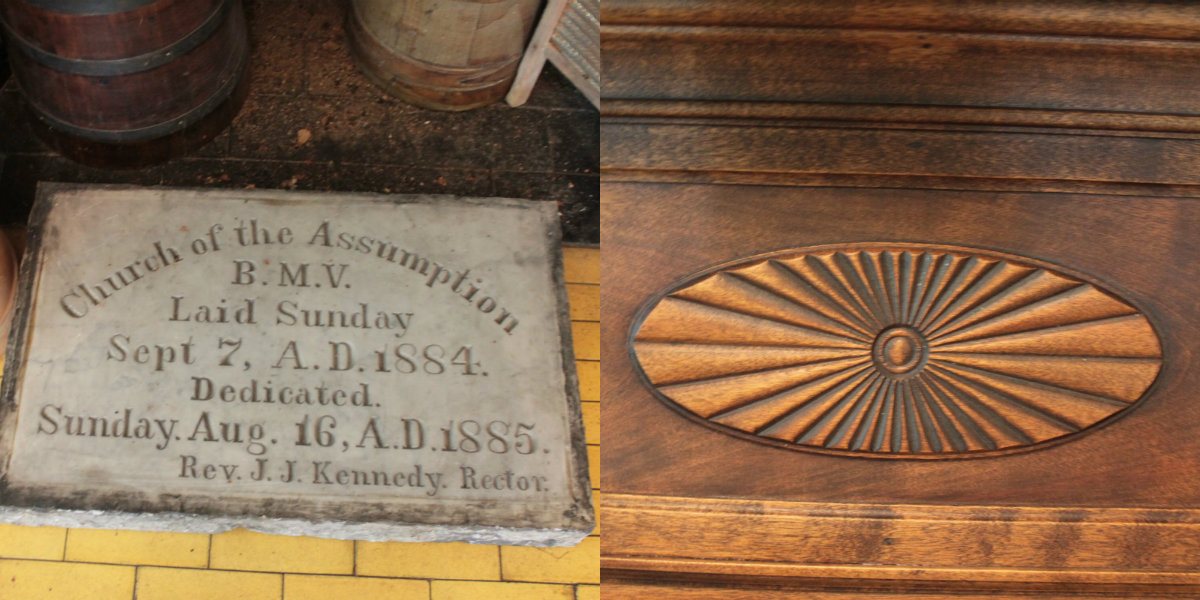 Church of the Assumption
B. M. V.
Laid Sunday
Sept 7, A. D. 1884.
Dedicated.
Sunday. Aug. 16, A. D. 1885.
Rev. J. J. Kennedy. Rector.